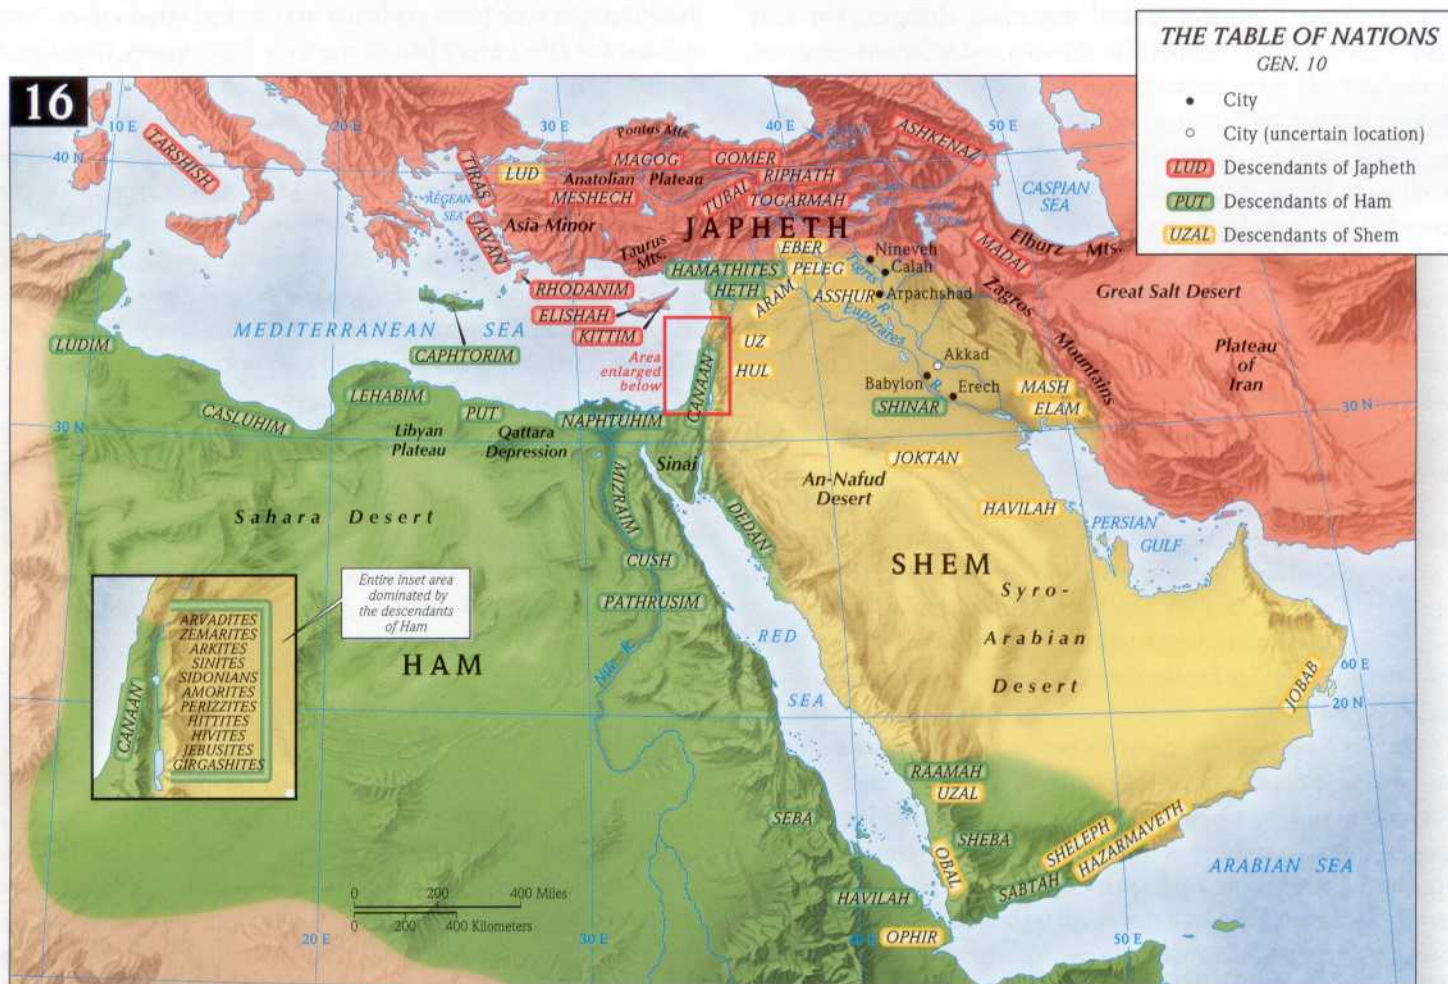 THE TABLE OF NATIONS
GEN. 10
City
City (uncertain location)
LUD Descendants of Japheth
PUT Descendants of Ham
UZAL Descendants of Shem
16
10 E
20 E
30 E
40 E
50 E
40 N
TARSHISH
TIRAS
LUD
Pontus Mts.
MAGOG
GOMER
ASHKENAZ
Anatolian Plateau
RIPHATH
MESHECH
TUBAL
TOGARMAH
CASPIAN
SEA
AEGEAN
SEA
JAVAN
Asia Minor
JAPHETH
Taurus
Mts.
EBER
Nineveh
MADAI
Elburz Mts.
HAMATHITES
PELEG
Tigris R.
Calah
RHODANIM
HETH
ARAM
ASSHUR
Arpachshad
Zagros Mountains
Great Salt Desert
ELISHAH
KITTIM
Euphrates R.
MEDITERRANEAN SEA
LUDIM
CAPHTORIM
Area
enlarged
below
CANAAN
UZ
HUL
Akkad
Babylon
Erech
SHINAR
MASH
ELAM
Plateau
of
Iran
LEHABIM
CASLUHIM
PUT
NAPHTUHIM
30 N
30 N
Libyan
Plateau
Qattara
Depression
Sinai
JOKTAN
An-Nafud
Desert
MIZRAIM
DEDAN
HAVILAH
PERSIAN
GULF
Sahara Desert
CUSH
SHEM
PATHRUSIM
Syro-
Arabian
Desert
Entire inset area
dominated by
the descendants
of Ham
ARVADITES
ZEMARITES
ARKITES
SINITES
SIDONIANS
AMORITES
PERIZZITES
HITTITES
HIVITES
JEBUSITES
GIRGASHITES
CANAAN
HAM
Nile R.
RED
SEA
60 E
JOBAB
20 N
RAAMAH
UZAL
SEBA
SHEBA
OBAL
SHELEPH
HAZARMAVETH
SABTAH
ARABIAN SEA
HAVILAH
OPHIR
0 200 400 Miles
0 200 400 Kilometers
20 E
30 E
40 E
50 E